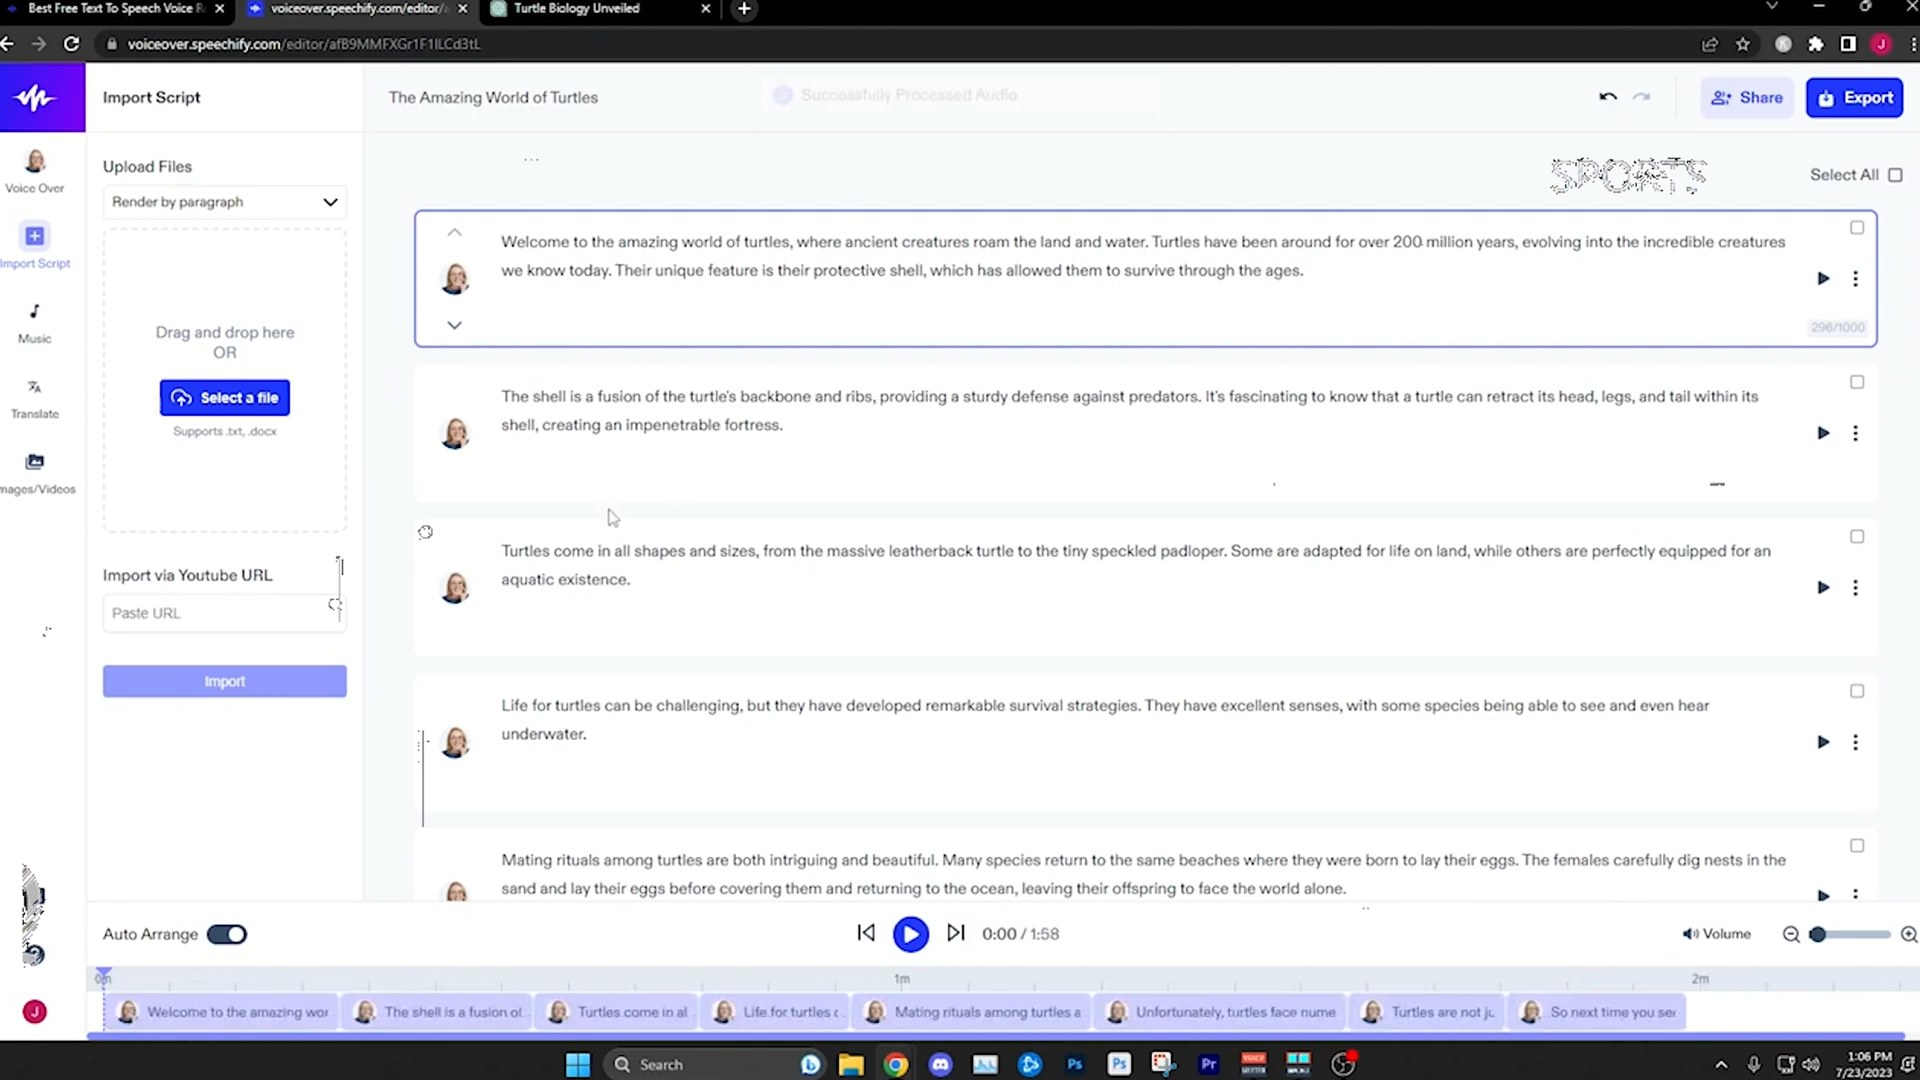 Best Free Text To Speech Voice R
voiceover.speechify.com/editor/a
Turtle Biology Unveiled
voiceover.speechify.com/editor/afB9MMFXGr1F1ILCd3tL
J
Import Script
The Amazing World of Turtles
Successfully Processed Audio
Share
Export
Upload Files
Render by paragraph
SPORTS
Select All
Voice Over
Import Script
Music
Translate
mages/Videos
Drag and drop here
OR
Select a file
Supports .txt, .docx
Import via Youtube URL
Paste URL
Import
Welcome to the amazing world of turtles, where ancient creatures roam the land and water. Turtles have been around for over 200 million years, evolving into the incredible creatures
we know today. Their unique feature is their protective shell, which has allowed them to survive through the ages.
296/1000
The shell is a fusion of the turtle's backbone and ribs, providing a sturdy defense against predators. It's fascinating to know that a turtle can retract its head, legs, and tail within its
shell, creating an impenetrable fortress.
Turtles come in all shapes and sizes, from the massive leatherback turtle to the tiny speckled padloper. Some are adapted for life on land, while others are perfectly equipped for an
aquatic existence.
Life for turtles can be challenging, but they have developed remarkable survival strategies. They have excellent senses, with some species being able to see and even hear
underwater.
Mating rituals among turtles are both intriguing and beautiful. Many species return to the same beaches where they were born to lay their eggs. The females carefully dig nests in the
sand and lay their eggs before covering them and returning to the ocean, leaving their offspring to face the world alone.
Auto Arrange
0:00 / 1:58
Volume
0m
1m
2m
Welcome to the amazing wor
The shell is a fusion of
Turtles come in al
Life for turtles c
Mating rituals among turtles a
Unfortunately, turtles face nume
Turtles are not ju
So next time you see
J
Search
Ps
Ps
Pr
1:06 PM
7/23/2023